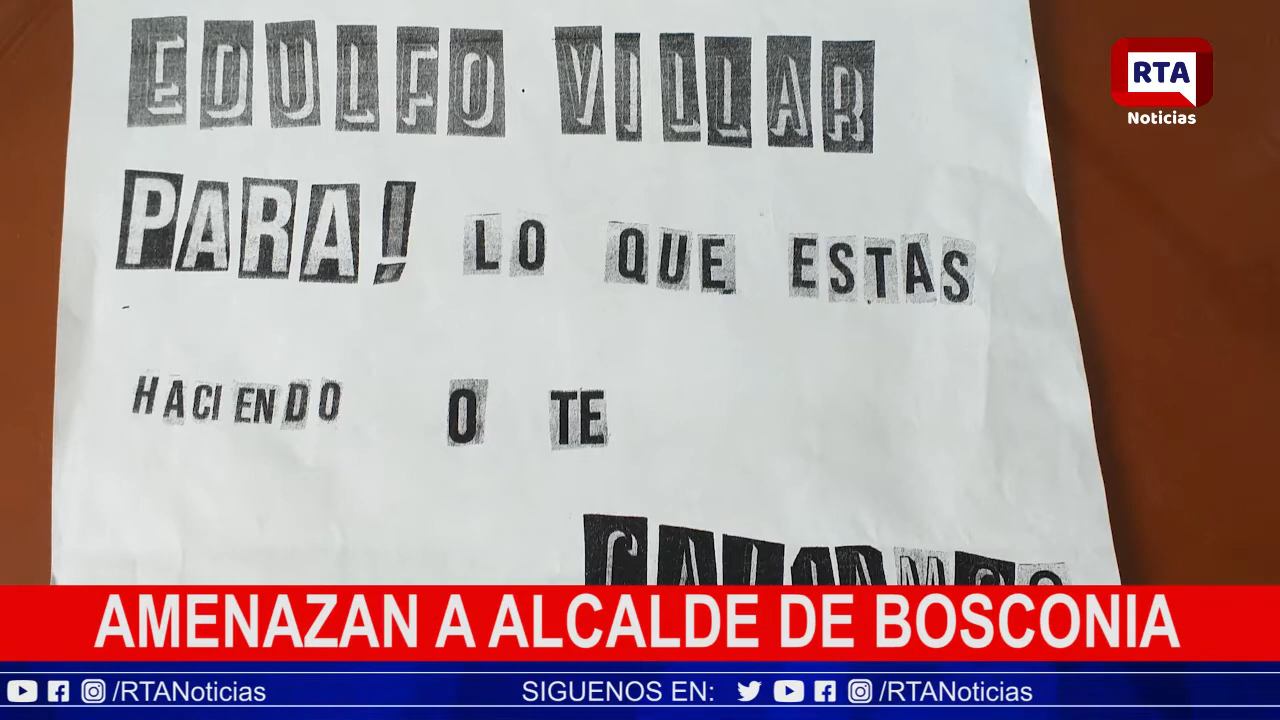 EDULFO VILLAR
RTA
Noticias
PARA! LO QUE ESTAS
HACIENDO O TE
AMENAZAN A ALCALDE DE BOSCONIA
/RTANoticias SIGUENOS EN: /RTANoticias